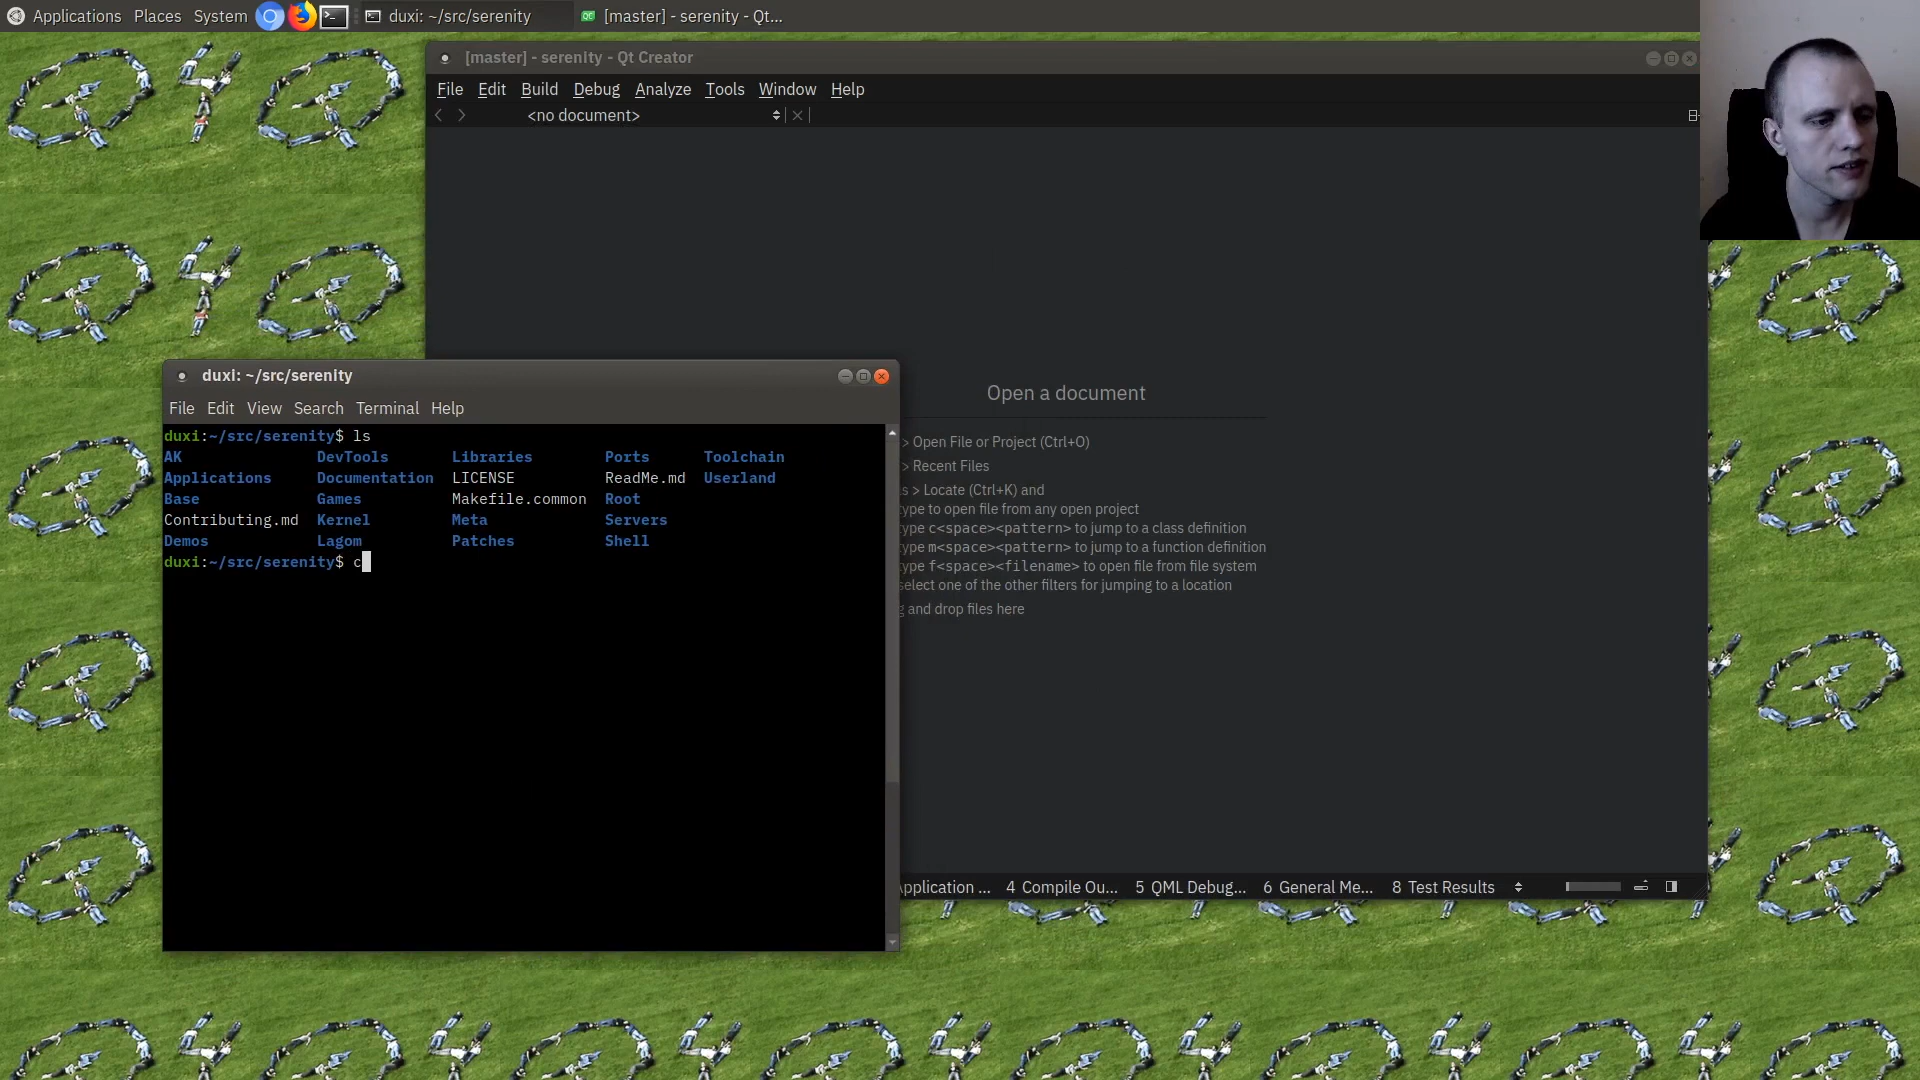 Applications Places System duxi: ~/src/serenity [master] - serenity - Qt...
[master] - serenity - Qt Creator
File Edit Build Debug Analyze Tools Window Help
<no document>
Open a document
> Open File or Project (Ctrl+O)
> Recent Files
> Locate (Ctrl+K) and
type to open file from any open project
type c<space><pattern> to jump to a class definition
type m<space><pattern> to jump to a function definition
type f<space><filename> to open file from file system
select one of the other filters for jumping to a location
and drop files here
Application ... 4 Compile Ou... 5 QML Debug... 6 General Me... 8 Test Results
duxi: ~/src/serenity
File Edit View Search Terminal Help
duxi:~/src/serenity$ ls
AK DevTools Libraries Ports Toolchain
Applications Documentation LICENSE ReadMe.md Userland
Base Games Makefile.common Root
Contributing.md Kernel Meta Servers
Demos Lagom Patches Shell
duxi:~/src/serenity$ c